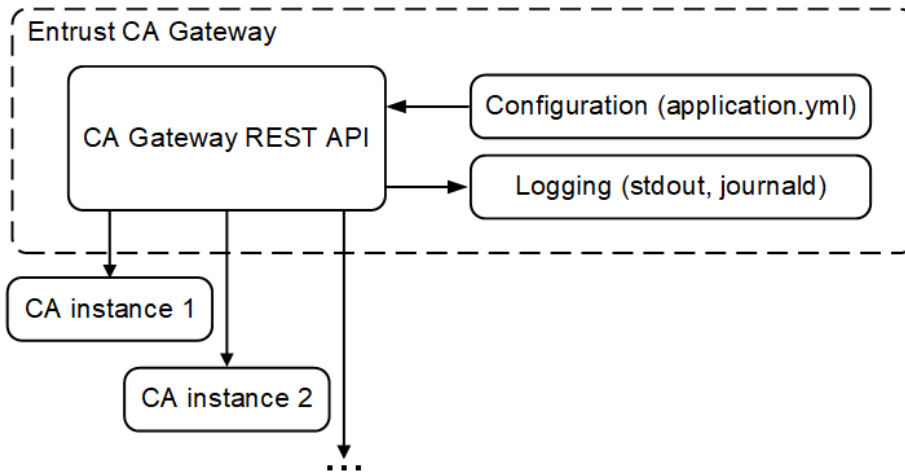 Entrust CA Gateway
CA Gateway REST API
Configuration (application.yml)
Logging (stdout, journald)
CA instance 1
CA instance 2
...